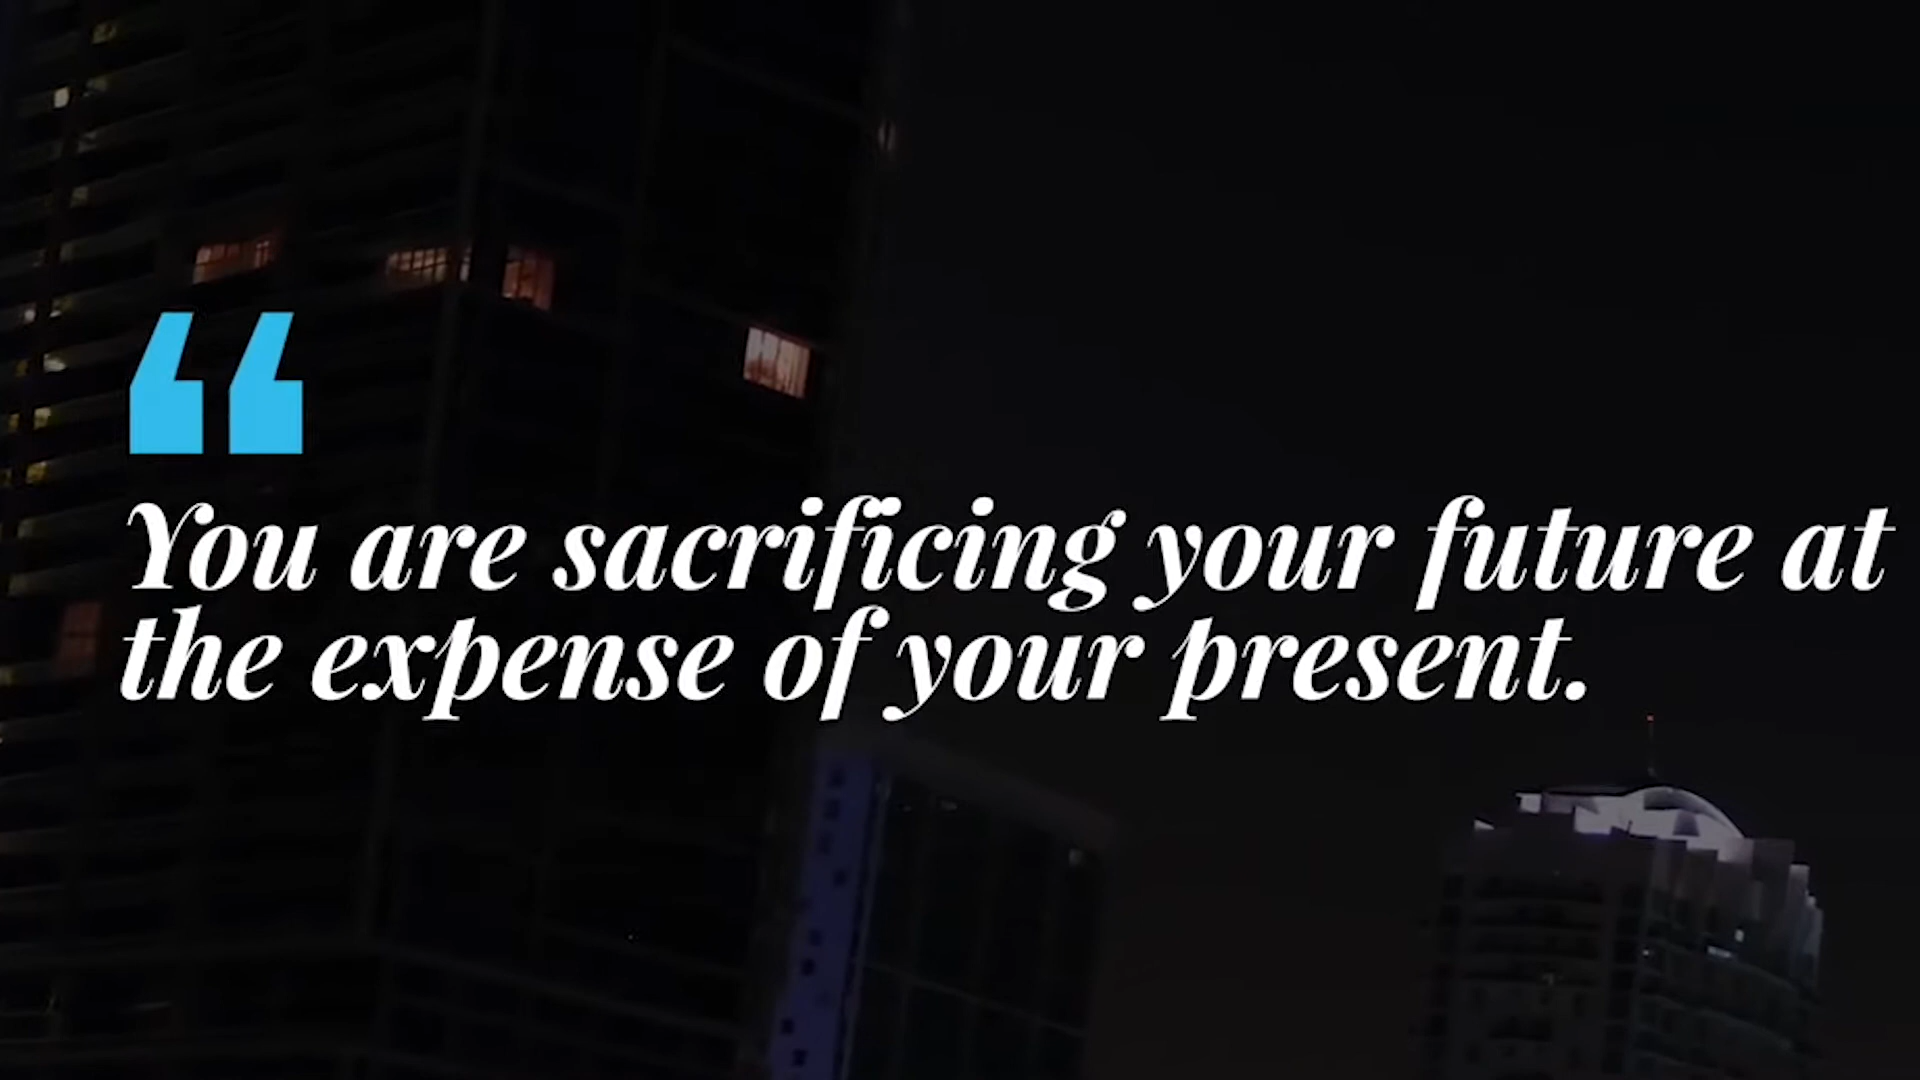 “
You are sacrificing your future at
the expense of your present.